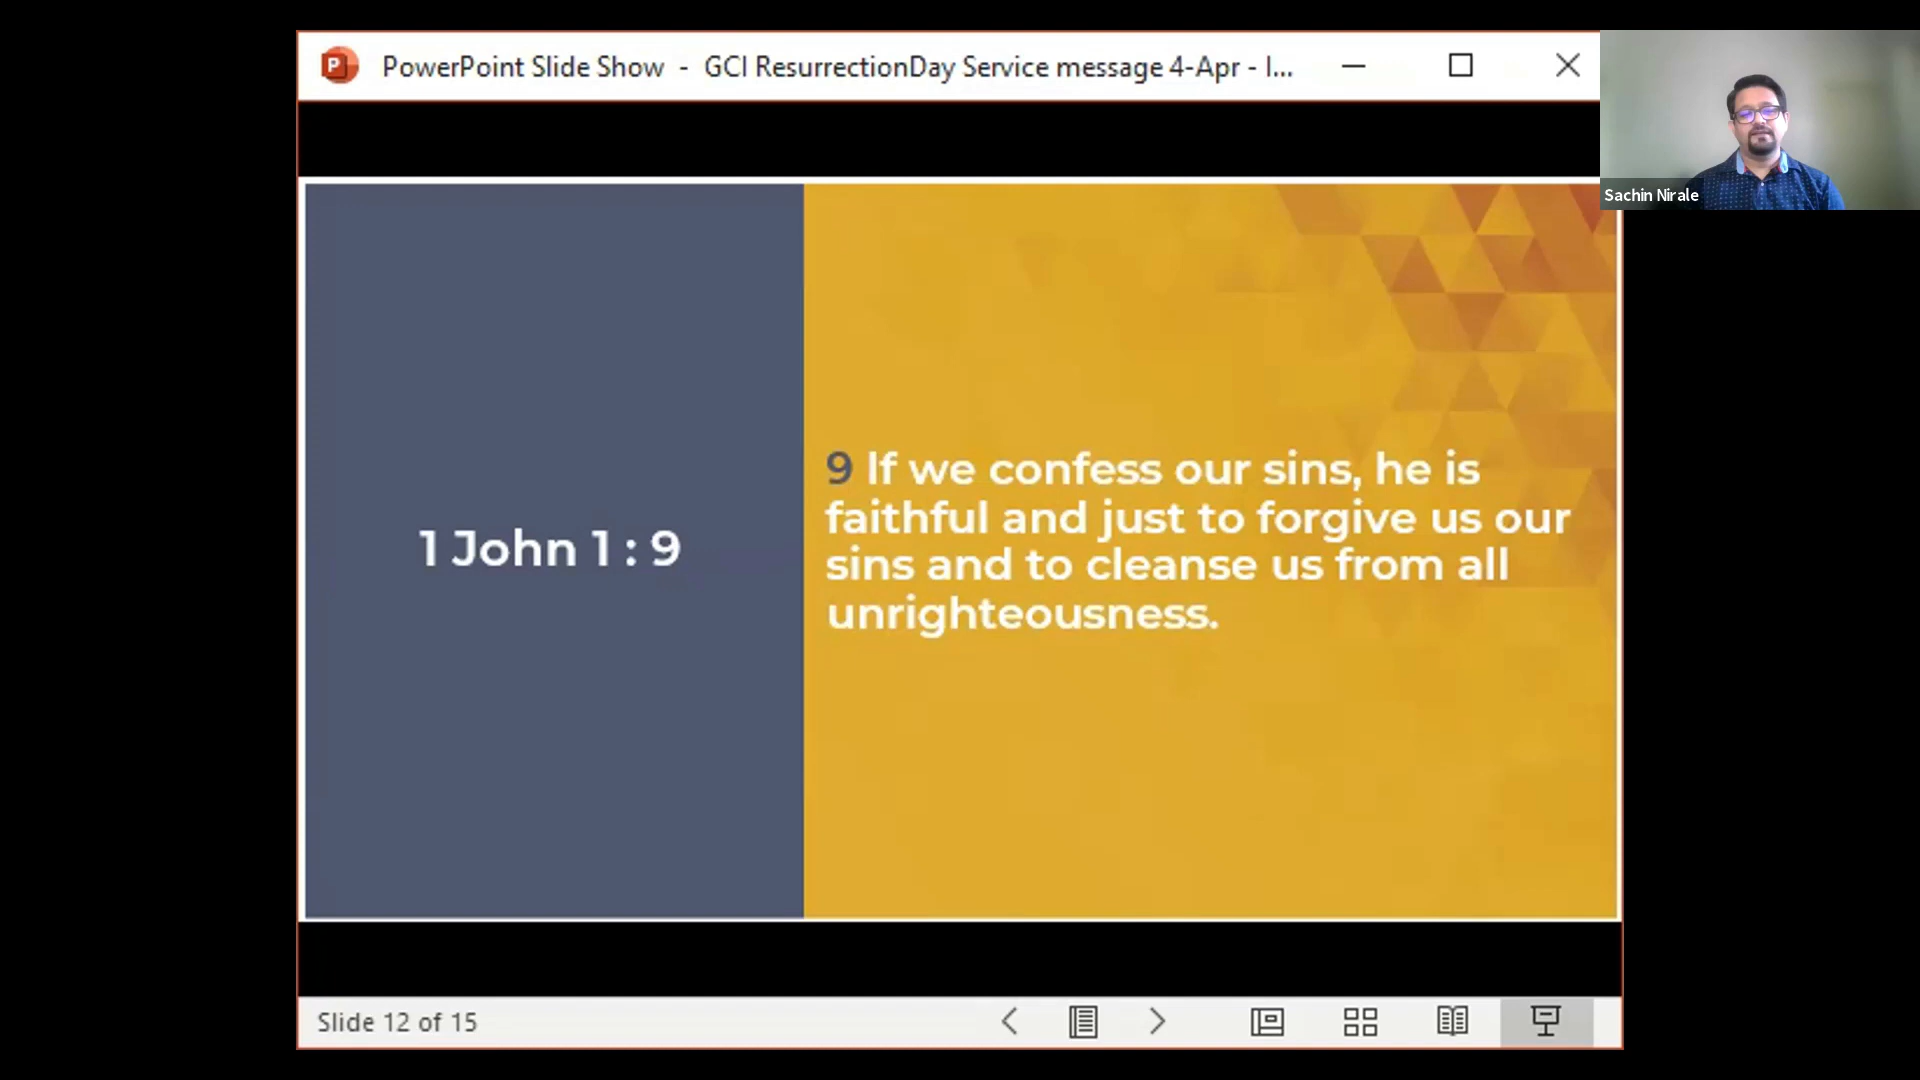 PowerPoint Slide Show - GCI ResurrectionDay Service message 4-Apr - I...
Sachin Nirale
1 John 1 : 9
9 If we confess our sins, he is
faithful and just to forgive us our
sins and to cleanse us from all
unrighteousness.
Slide 12 of 15